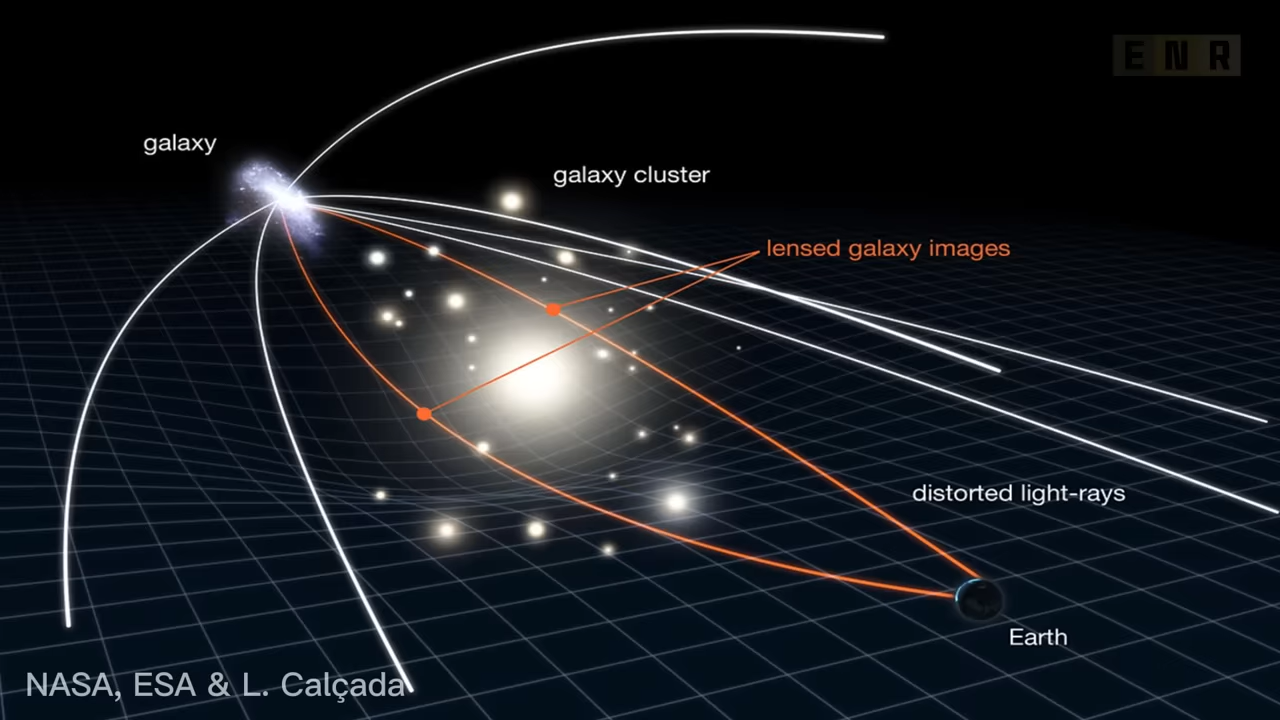 ENR
galaxy
galaxy cluster
lensed galaxy images
distorted light-rays
Earth
NASA, ESA & L. Calçada